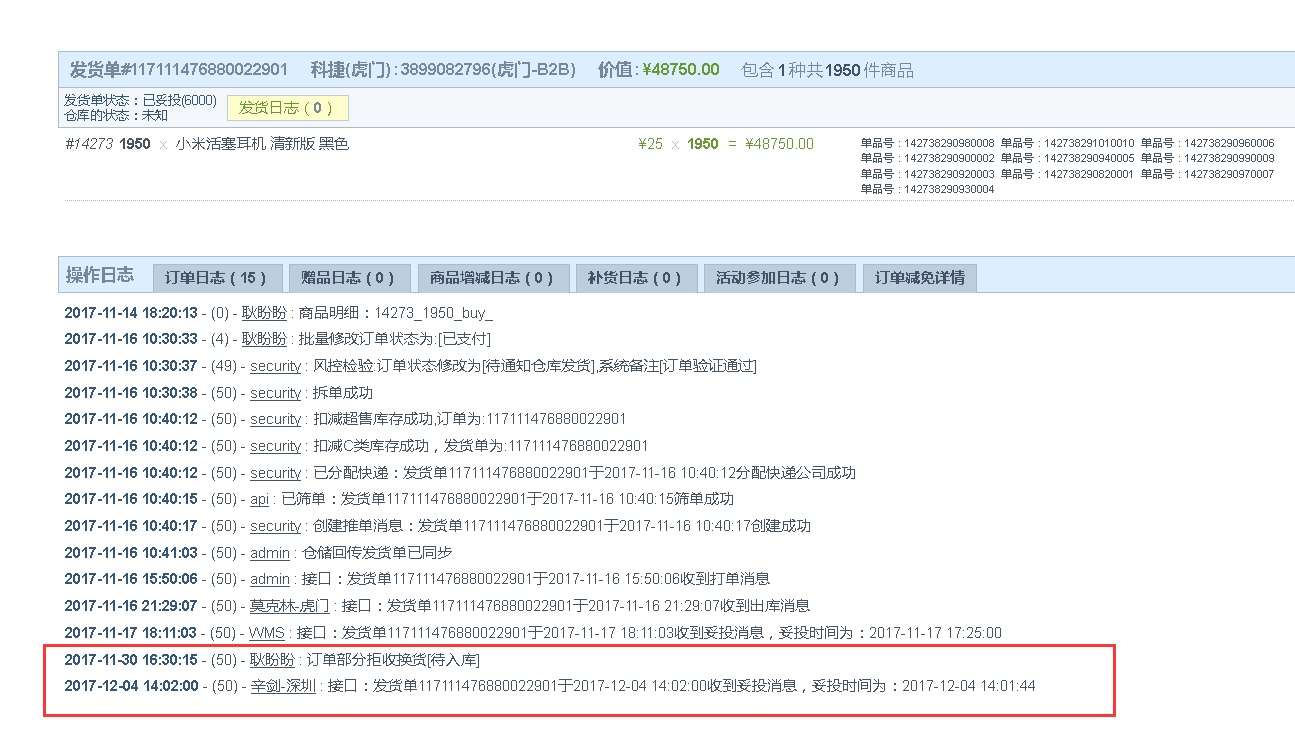 发货单#117111476880022901 科捷(虎门):3899082796(虎门-B2B) 价值:¥48750.00 包含1种共1950件商品
发货单状态：已妥投(6000)
仓库的状态：未知
发货日志 ( 0 )
#14273 1950 x 小米活塞耳机 清新版 黑色 ¥25 x 1950 = ¥48750.00
单品号：142738290980008 单品号：142738291010010 单品号：142738290960006
单品号：142738290900002 单品号：142738290940005 单品号：142738290990009
单品号：142738290920003 单品号：142738290820001 单品号：142738290970007
单品号：142738290930004
操作日志 订单日志 ( 15 ) 赠品日志 ( 0 ) 商品增减日志 ( 0 ) 补货日志 ( 0 ) 活动参加日志 ( 0 ) 订单减免详情
2017-11-14 18:20:13 - (0) - 耿盼盼 : 商品明细：14273_1950_buy_
2017-11-16 10:30:33 - (4) - 耿盼盼 : 批量修改订单状态为:[已支付]
2017-11-16 10:30:37 - (49) - security : 风控检验:订单状态修改为[待通知仓库发货],系统备注[订单验证通过]
2017-11-16 10:30:38 - (50) - security : 拆单成功
2017-11-16 10:40:12 - (50) - security : 扣减超售库存成功,订单为:117111476880022901
2017-11-16 10:40:12 - (50) - security : 扣减C类库存成功，发货单为:117111476880022901
2017-11-16 10:40:12 - (50) - security : 已分配快递：发货单117111476880022901于2017-11-16 10:40:12分配快递公司成功
2017-11-16 10:40:15 - (50) - api : 已筛单：发货单117111476880022901于2017-11-16 10:40:15筛单成功
2017-11-16 10:40:17 - (50) - security : 创建推单消息：发货单117111476880022901于2017-11-16 10:40:17创建成功
2017-11-16 10:41:03 - (50) - admin : 仓储回传发货单已同步
2017-11-16 15:50:06 - (50) - admin : 接口：发货单117111476880022901于2017-11-16 15:50:06收到打单消息
2017-11-16 21:29:07 - (50) - 莫克林-虎门 : 接口：发货单117111476880022901于2017-11-16 21:29:07收到出库消息
2017-11-17 18:11:03 - (50) - WMS : 接口：发货单117111476880022901于2017-11-17 18:11:03收到妥投消息，妥投时间为：2017-11-17 17:25:00
2017-11-30 16:30:15 - (50) - 耿盼盼 : 订单部分拒收换货[待入库]
2017-12-04 14:02:00 - (50) - 辛剑-深圳 : 接口：发货单117111476880022901于2017-12-04 14:02:00收到妥投消息，妥投时间为：2017-12-04 14:01:44